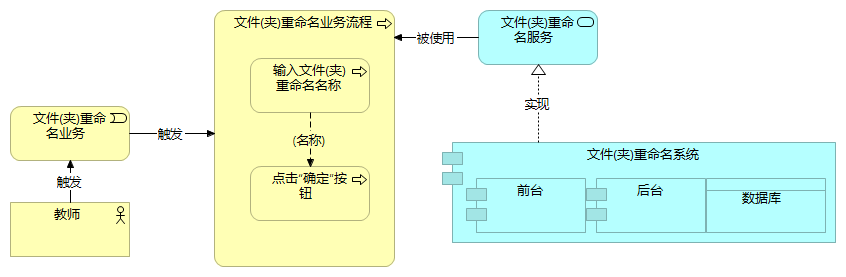 文件(夹)重命名业务流程
文件(夹)重命
名服务
被使用
输入文件(夹)
重命名名称
实现
文件(夹)重命
名业务
触发
(名称)
文件(夹)重命名系统
点击“确定”按
钮
触发
前台
后台
数据库
教师